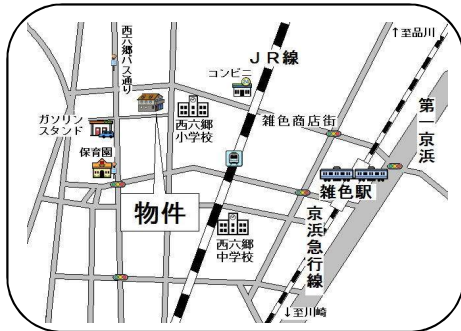 ↑至品川
西六郷バス通り
JR線
コンビニ
第一京浜
ガソリン
スタンド
西六郷
小学校
雑色商店街
保育園
物件
雑色駅
西六郷
中学校
京浜急行線
↓至川崎